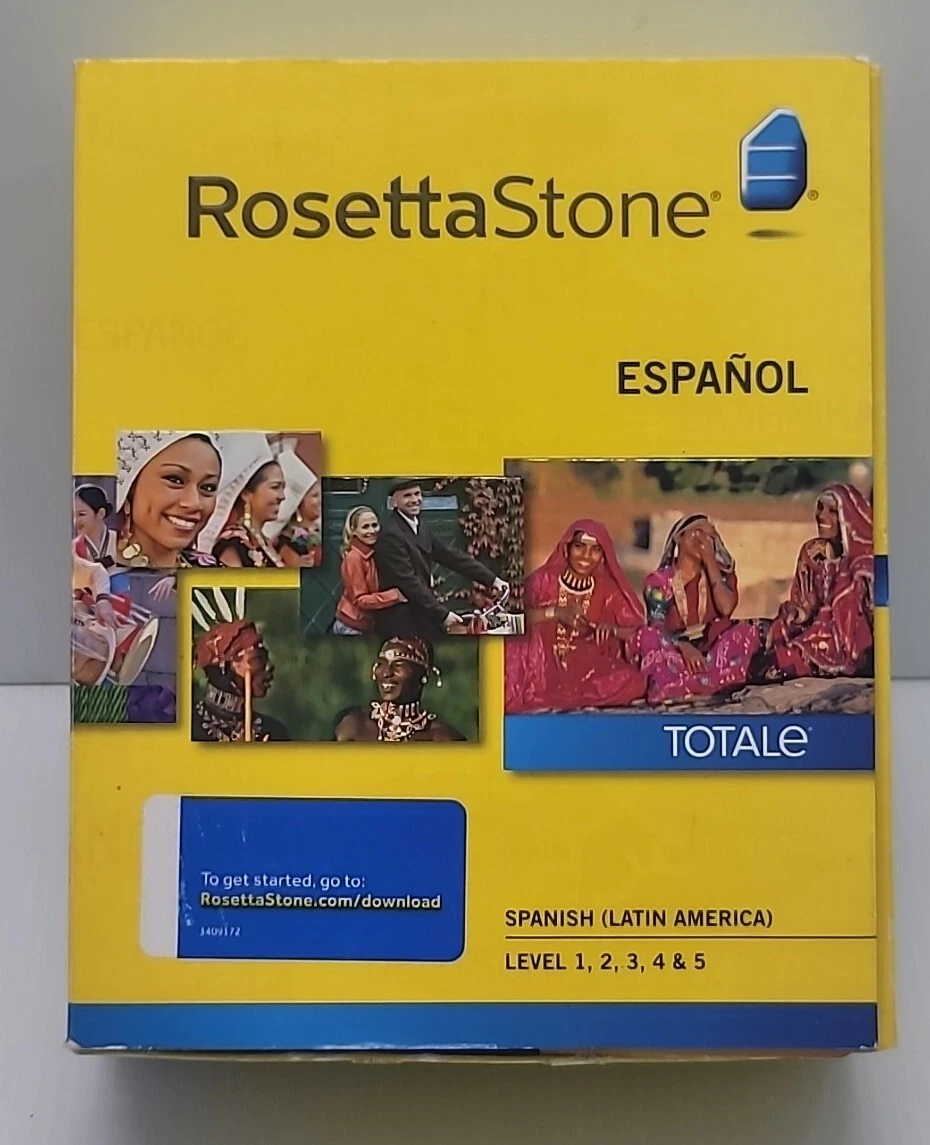 RosettaStone®
®
ESPAÑOL
TOTALe®
To get started, go to:
RosettaStone.com/download
3409172
SPANISH (LATIN AMERICA)
LEVEL 1, 2, 3, 4 & 5